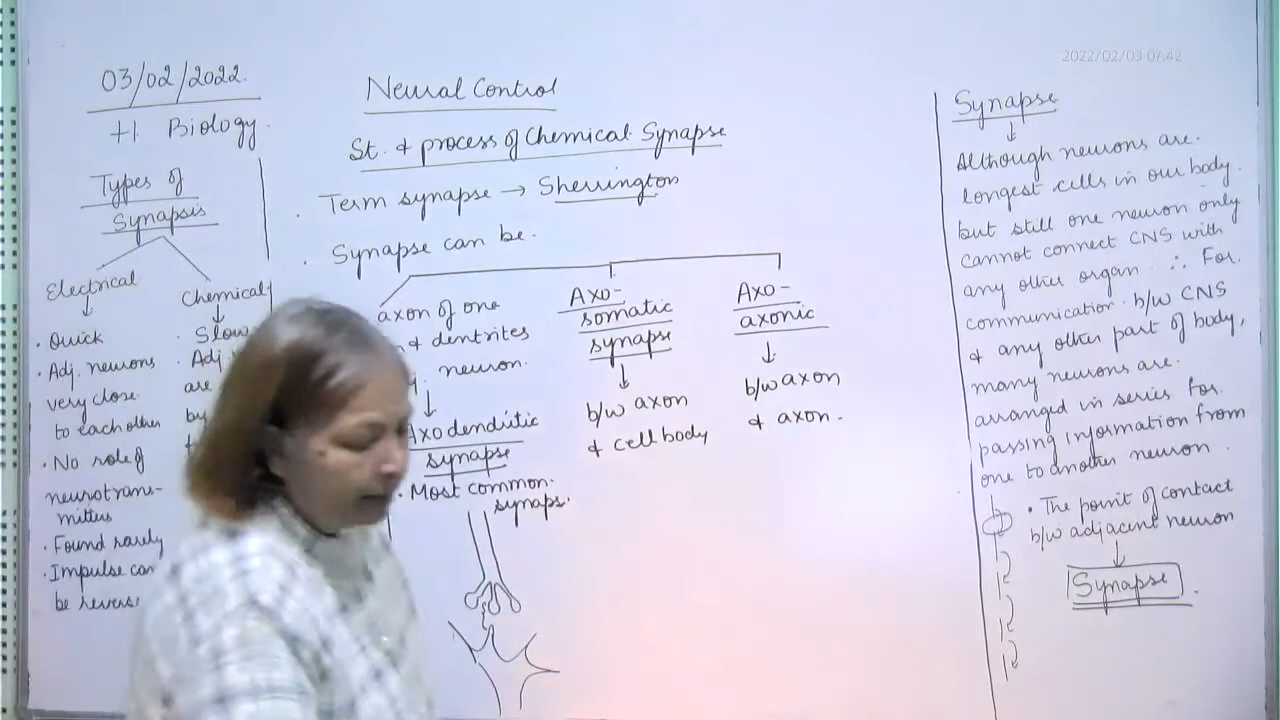 2022/02/03 07:42
03/02/2022.
+1 Biology.
Types of
Synapsis
Electrical
Quick
Adj. neurons
very close
to each other
No role of
neurotrans-
mitters
Found rarely
Impulse can
be
Chemical
Slow
Adj.
are
by
Neural Control
St. & process of Chemical Synapse
Term synapse → Sherrington
Synapse can be.
axon of one
& dendrites
neuron.
Axodendritic
synapse
Most common
synaps.
Axo-
somatic
synapse
b/w axon
& cell body
Axo-
axonic
b/w axon
& axon.
Synapse
Although neurons are.
longest cells in our body.
but still one neuron only
cannot connect CNS with
any other organ ∴ For.
communication b/w CNS
& any other part of body,
many neurons are.
arranged in series for.
passing information from
one to another neuron.
The point of contact
b/w adjacent neuron
Synapse